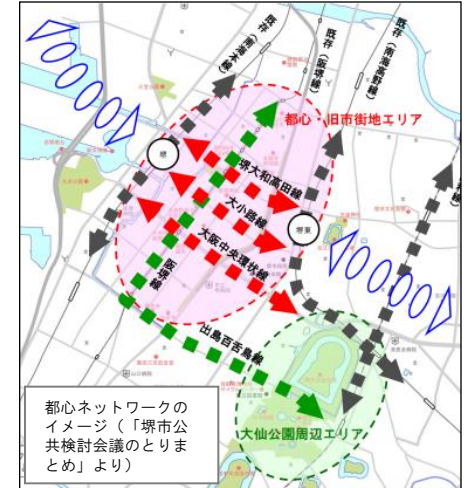 既存（南海本線）
既存（阪堺線）
既存（南海高野線）
都心・旧市街地エリア
堺
堺大和高田線
堺東
大小路線
大阪中央環状線
阪堺線
出島百舌鳥線
大仙公園周辺エリア
都心ネットワークの
イメージ（「堺市公
共検討会議のとりま
とめ」より）